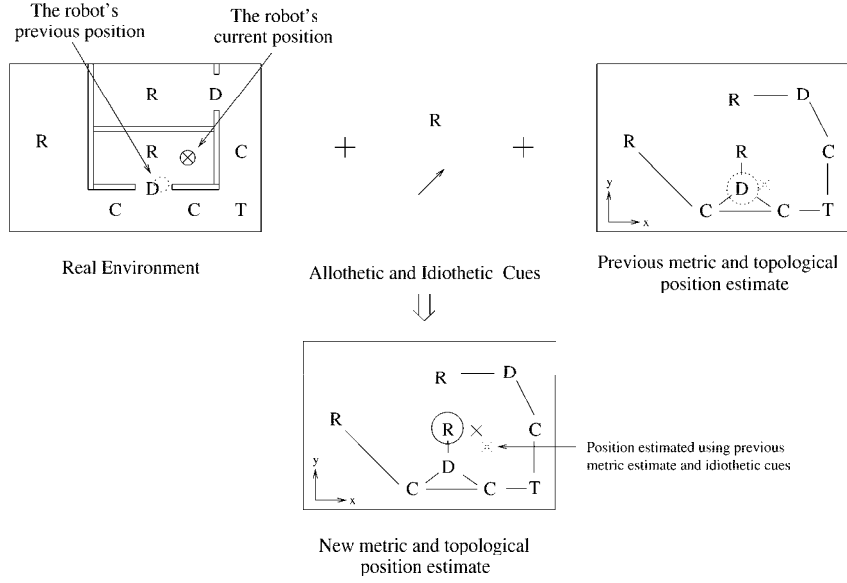 The robot's
previous position
The robot's
current position
R
D
R
R
C
D
C
C
T
Real Environment
+
R
+
Allothetic and Idiothetic Cues
R
D
R
R
C
D
C
C
T
y
x
Previous metric and topological
position estimate
R
D
R
R
C
D
C
C
T
y
x
Position estimated using previous
metric estimate and idiothetic cues
New metric and topological
position estimate